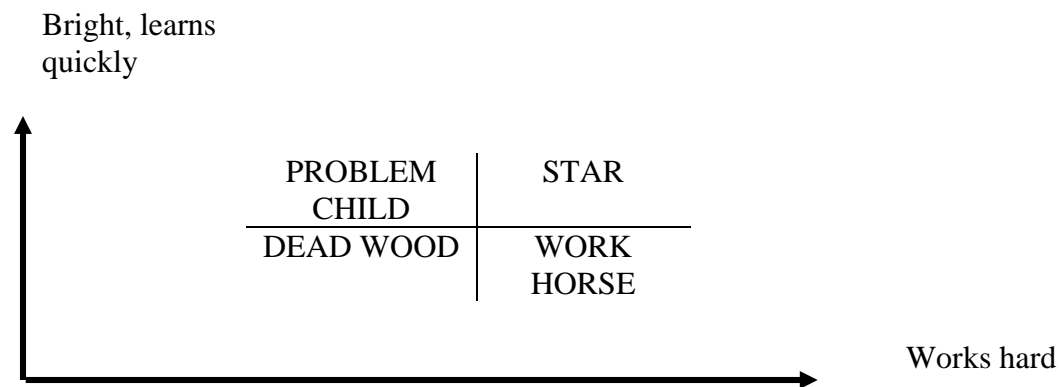 Bright, learns
quickly
PROBLEM
CHILD
STAR
DEAD WOOD
WORK
HORSE
Works hard